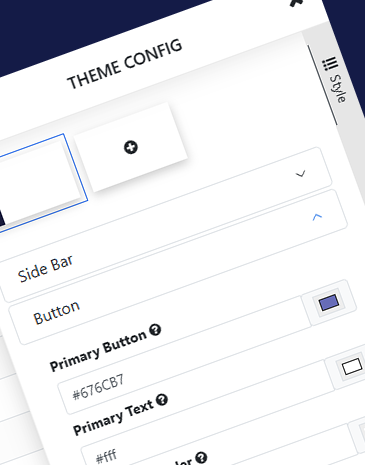 THEME CONFIG
Style
Side Bar
Button
Primary Button
#676CB7
Primary Text
#fff